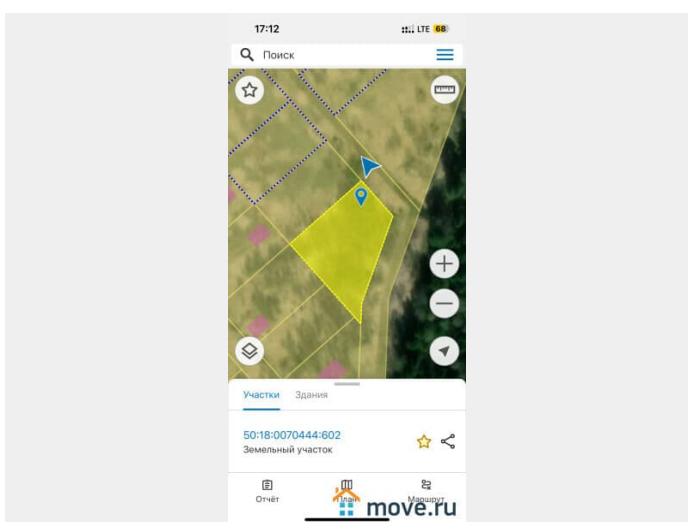 17:12
LTE 68
Поиск
Участки Здания
50:18:0070444:602
Земельный участок
Отчёт План Маршрут
move.ru